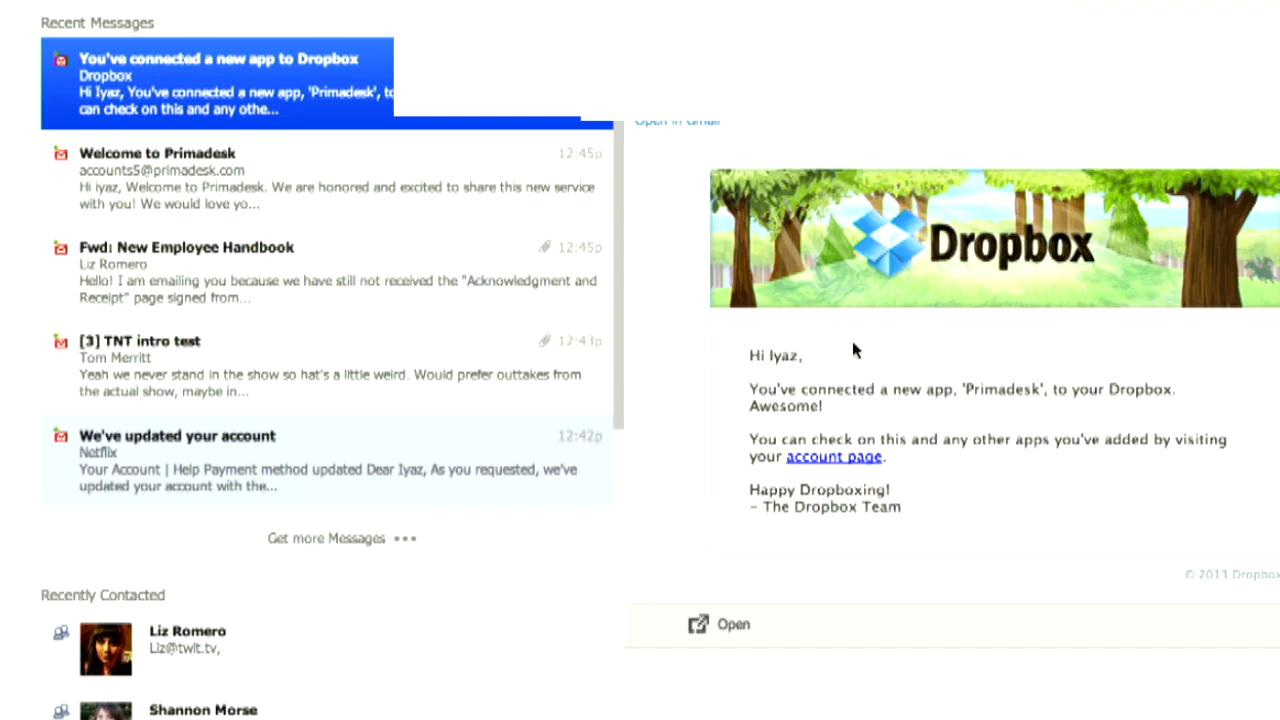 Recent Messages
You've connected a new app to Dropbox
Dropbox
Hi Iyaz, You've connected a new app, 'Primadesk', to
can check on this and any othe...
Welcome to Primadesk 12:45p
accounts5@primadesk.com
Hi iyaz, Welcome to Primadesk. We are honored and excited to share this new service
with you! We would love yo...
Fwd: New Employee Handbook 12:45p
Liz Romero
Hello! I am emailing you because we have still not received the "Acknowledgment and
Receipt" page signed from...
[3] TNT intro test 12:43p
Tom Merritt
Yeah we never stand in the show so hat's a little weird. Would prefer outtakes from
the actual show, maybe in...
We've updated your account 12:42p
Netflix
Your Account | Help Payment method updated Dear Iyaz, As you requested, we've
updated your account with the...
Get more Messages •••
Recently Contacted
Liz Romero
Liz@twit.tv,
Shannon Morse
Open in Gmail
Dropbox
Hi Iyaz,
You've connected a new app, 'Primadesk', to your Dropbox.
Awesome!
You can check on this and any other apps you've added by visiting
your account page.
Happy Dropboxing!
– The Dropbox Team
© 2011 Dropbox
Open